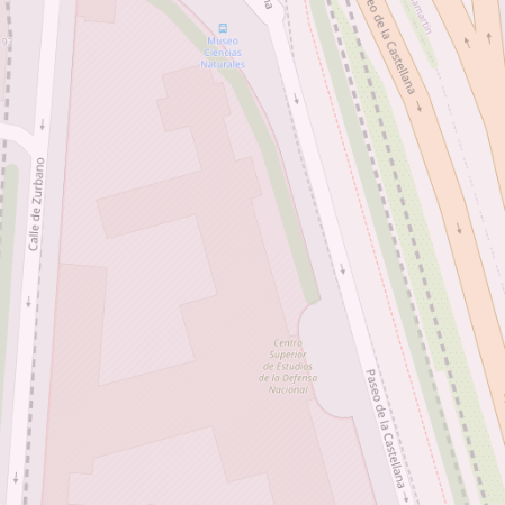 Museo
Ciencias
Naturales
Paseo de la Castellana
Calle de Zurbano
Centro
Superior
de Estudios
de la Defensa
Nacional
Paseo de la Castellana